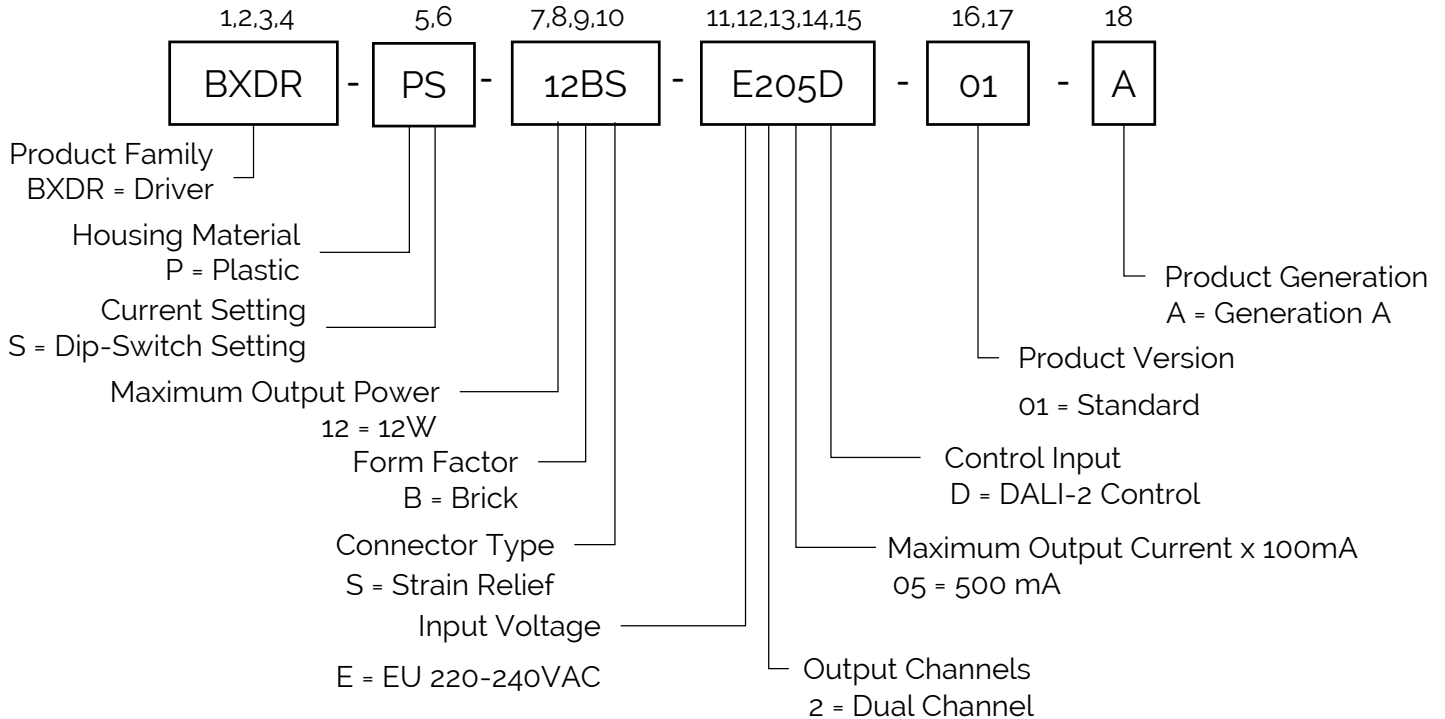 1,2,3,4 5,6 7,8,9,10 11,12,13,14,15 16,17 18
BXDR - PS - 12BS - E205D - 01 - A
Product Family
BXDR = Driver
Housing Material
P = Plastic
Current Setting
S = Dip-Switch Setting
Maximum Output Power
12 = 12W
Form Factor
B = Brick
Connector Type
S = Strain Relief
Input Voltage
E = EU 220-240VAC
Output Channels
2 = Dual Channel
Maximum Output Current x 100mA
05 = 500 mA
Control Input
D = DALI-2 Control
Product Version
01 = Standard
Product Generation
A = Generation A